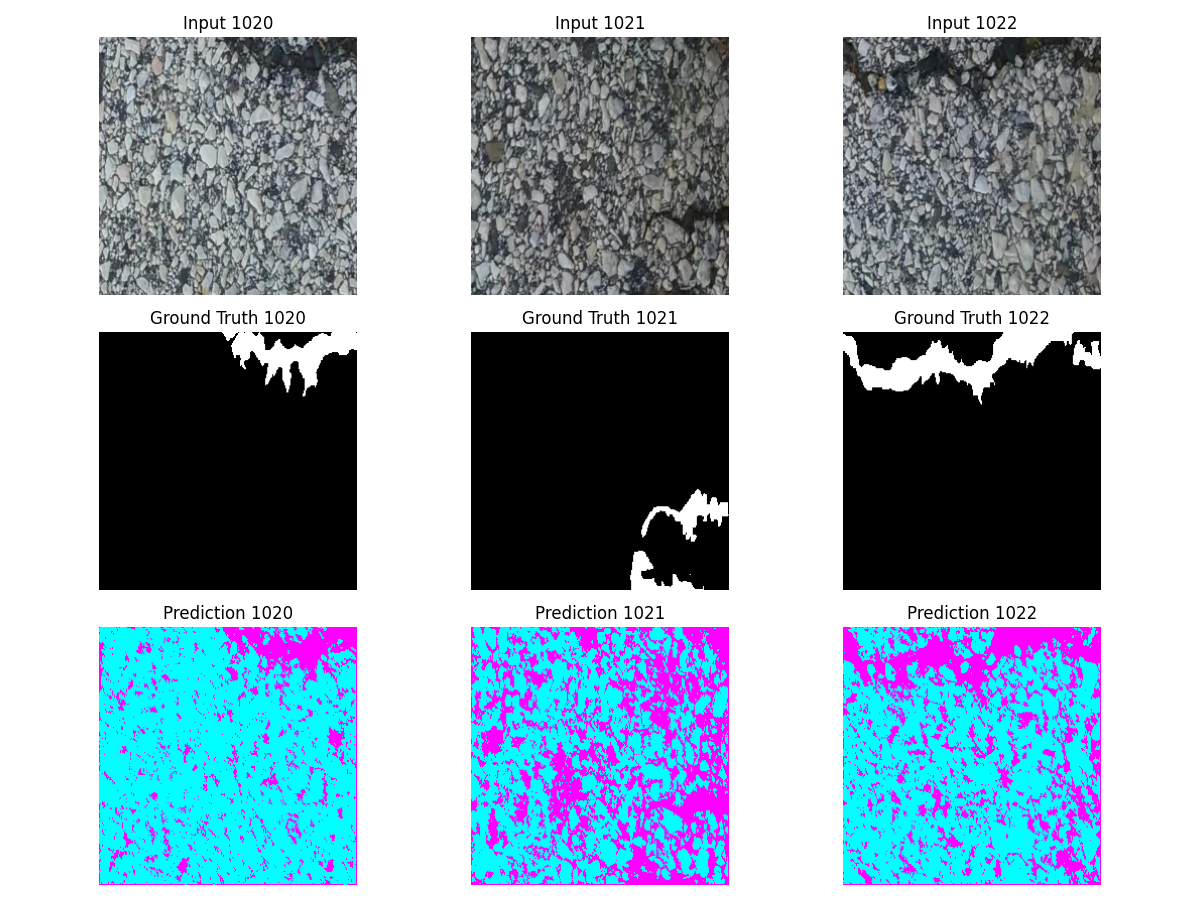 Input 1020
Input 1021
Input 1022
Ground Truth 1020
Ground Truth 1021
Ground Truth 1022
Prediction 1020
Prediction 1021
Prediction 1022